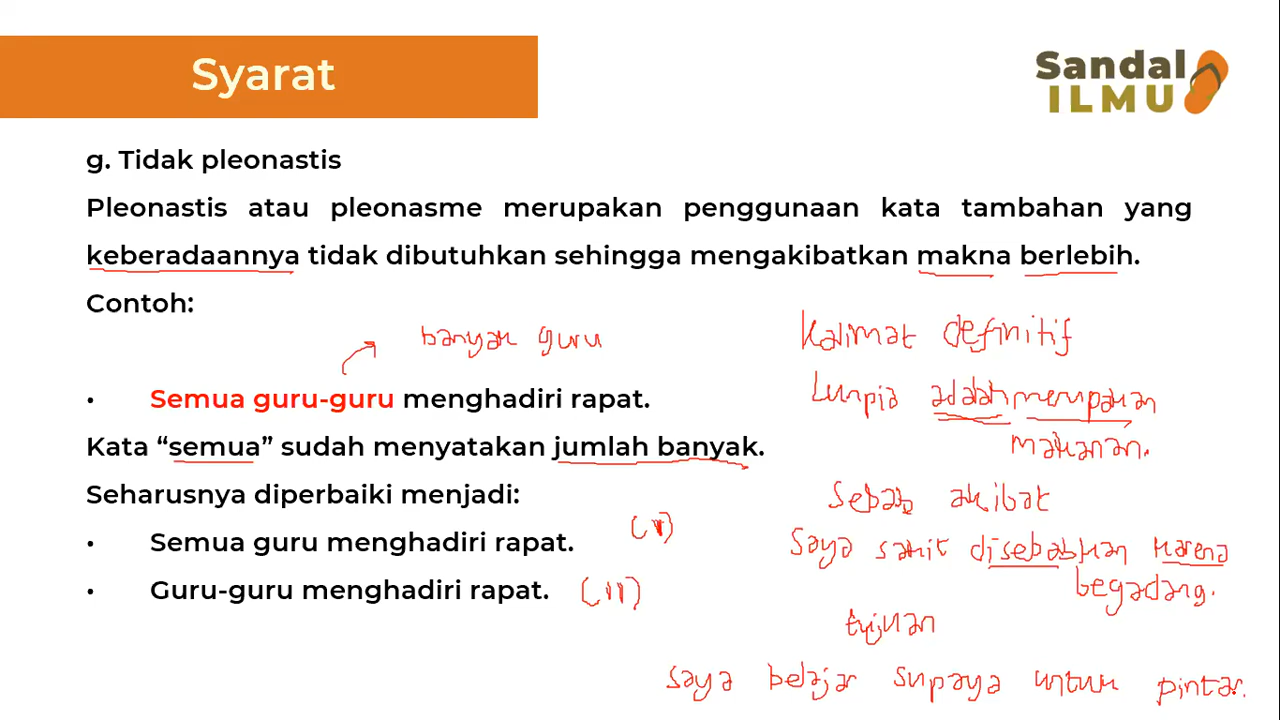 Syarat
Sandal
ILMU
g. Tidak pleonastis
Pleonastis atau pleonasme merupakan penggunaan kata tambahan yang
keberadaannya tidak dibutuhkan sehingga mengakibatkan makna berlebih.
Contoh:
banyak guru
• Semua guru-guru menghadiri rapat.
Kata “semua” sudah menyatakan jumlah banyak.
Seharusnya diperbaiki menjadi:
• Semua guru menghadiri rapat.
• Guru-guru menghadiri rapat. (11)
Kalimat definitif
Lunpia adalah merupakan
makanan.
Sebab akibat
Saya sakit disebabkan karena
begadang.
tujuan
saya belajar supaya untuk pintar.